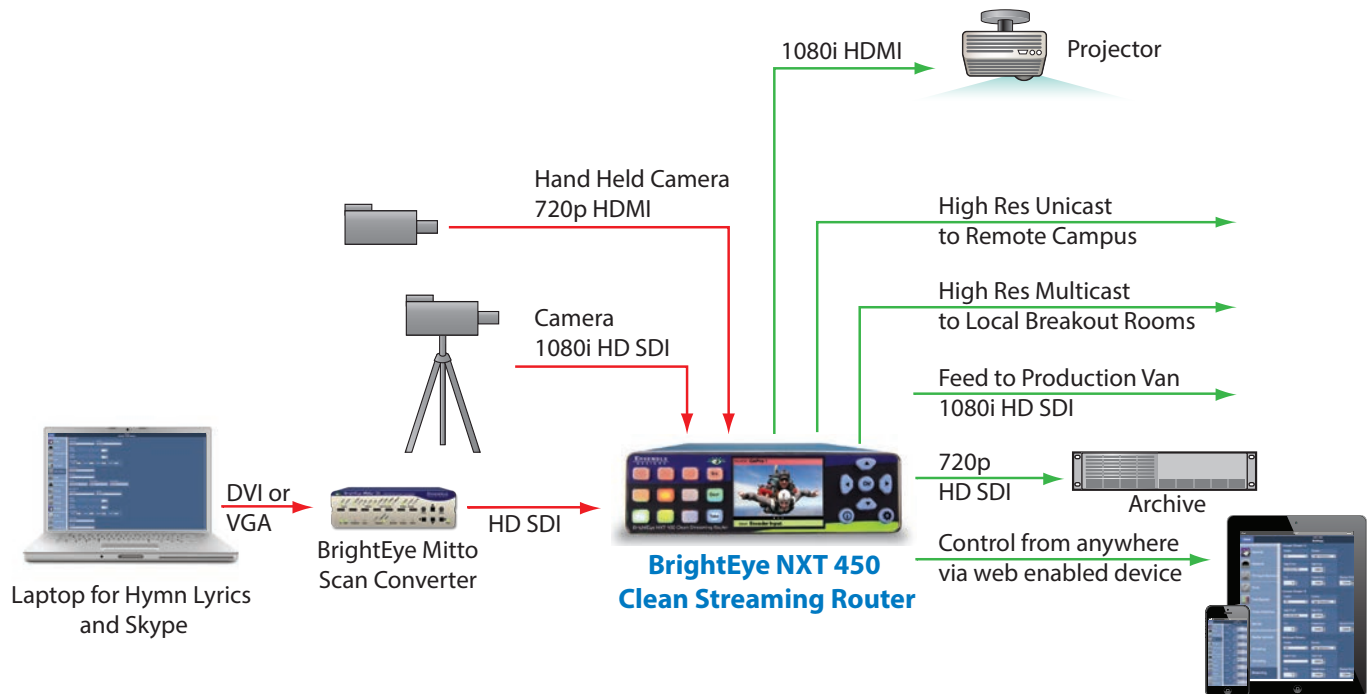 1080i HDMI
Projector
Hand Held Camera
720p HDMI
High Res Unicast
to Remote Campus
High Res Multicast
to Local Breakout Rooms
Camera
1080i HD SDI
Feed to Production Van
1080i HD SDI
720p
HD SDI
Archive
DVI or
VGA
HD SDI
BrightEye Mitto
Scan Converter
BrightEye NXT 450
Clean Streaming Router
Control from anywhere
via web enabled device
Laptop for Hymn Lyrics
and Skype